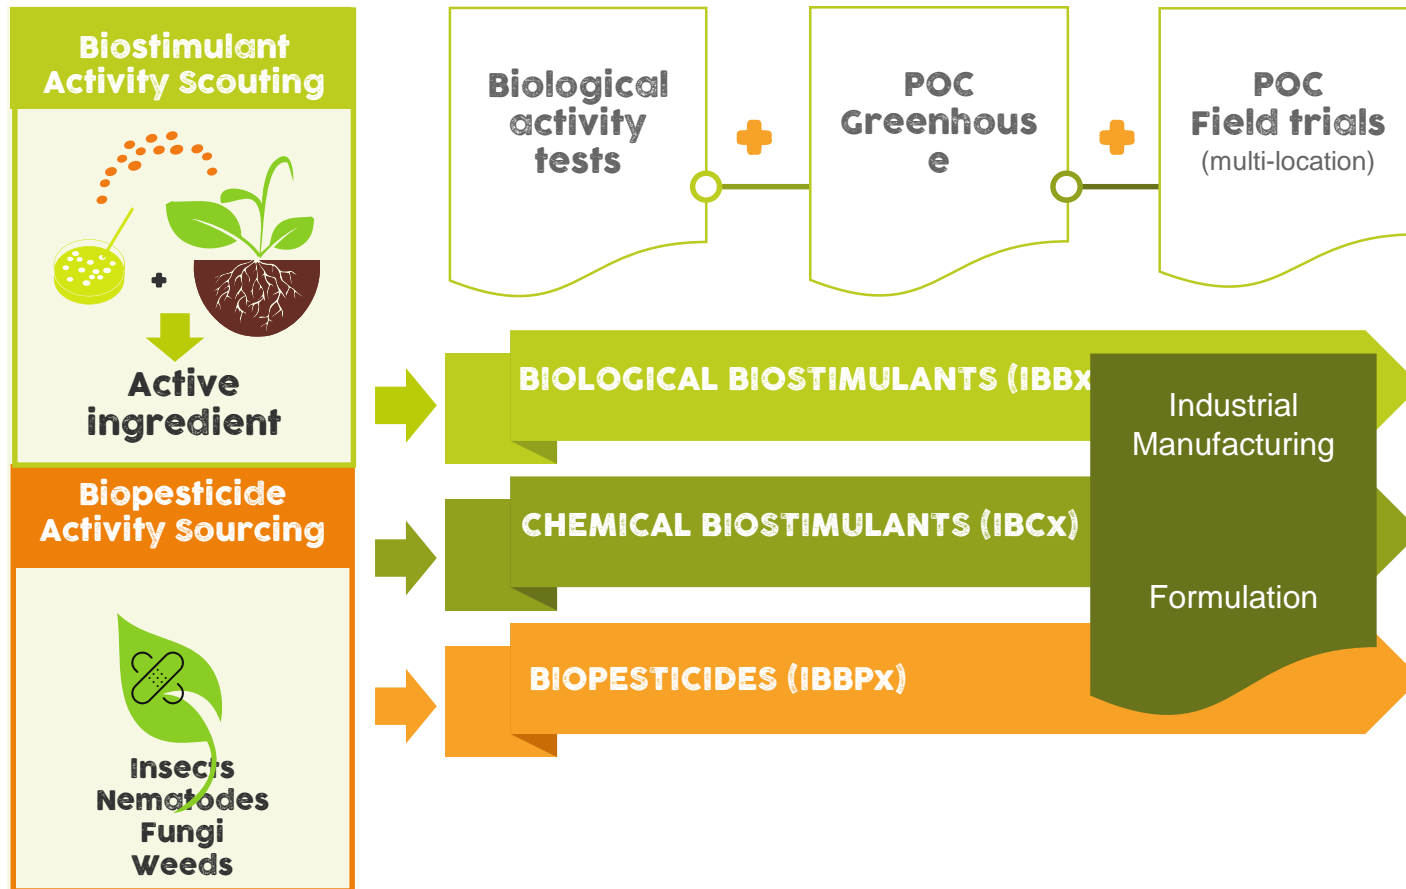 Biostimulant
Activity Scouting
Active
ingredient
Biopesticide
Activity Sourcing
Insects
Nematodes
Fungi
Weeds
Biological
activity
tests
POC
Greenhous
e
POC
Field trials
(multi-location)
BIOLOGICAL BIOSTIMULANTS (IBBx
CHEMICAL BIOSTIMULANTS (IBCx)
BIOPESTICIDES (IBBPx)
Industrial
Manufacturing
Formulation